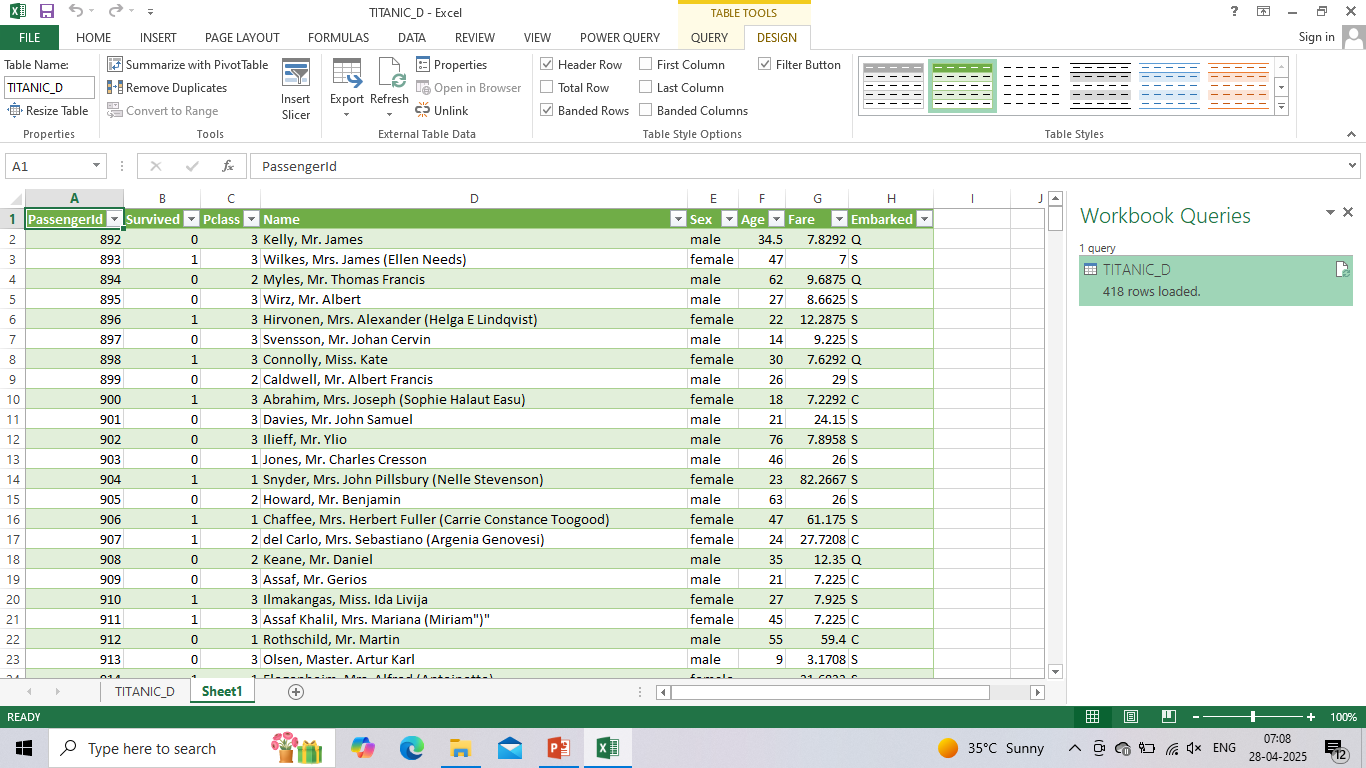 TITANIC_D - Excel
TABLE TOOLS
?
FILE HOME INSERT PAGE LAYOUT FORMULAS DATA REVIEW VIEW POWER QUERY QUERY DESIGN Sign in
Table Name:
TITANIC_D
Resize Table
Properties
Summarize with PivotTable
Remove Duplicates
Convert to Range
Tools
Insert
Slicer
Export Refresh
Properties
Open in Browser
Unlink
External Table Data
Header Row First Column Filter Button
Total Row Last Column
Banded Rows Banded Columns
Table Style Options
Table Styles
A1 fx PassengerId
A B C D E F G H I J
1 PassengerId Survived Pclass Name Sex Age Fare Embarked
2 892 0 3 Kelly, Mr. James male 34.5 7.8292 Q
3 893 1 3 Wilkes, Mrs. James (Ellen Needs) female 47 7 S
4 894 0 2 Myles, Mr. Thomas Francis male 62 9.6875 Q
5 895 0 3 Wirz, Mr. Albert male 27 8.6625 S
6 896 1 3 Hirvonen, Mrs. Alexander (Helga E Lindqvist) female 22 12.2875 S
7 897 0 3 Svensson, Mr. Johan Cervin male 14 9.225 S
8 898 1 3 Connolly, Miss. Kate female 30 7.6292 Q
9 899 0 2 Caldwell, Mr. Albert Francis male 26 29 S
10 900 1 3 Abrahim, Mrs. Joseph (Sophie Halaut Easu) female 18 7.2292 C
11 901 0 3 Davies, Mr. John Samuel male 21 24.15 S
12 902 0 3 Ilieff, Mr. Ylio male 76 7.8958 S
13 903 0 1 Jones, Mr. Charles Cresson male 46 26 S
14 904 1 1 Snyder, Mrs. John Pillsbury (Nelle Stevenson) female 23 82.2667 S
15 905 0 2 Howard, Mr. Benjamin male 63 26 S
16 906 1 1 Chaffee, Mrs. Herbert Fuller (Carrie Constance Toogood) female 47 61.175 S
17 907 1 2 del Carlo, Mrs. Sebastiano (Argenia Genovesi) female 24 27.7208 C
18 908 0 2 Keane, Mr. Daniel male 35 12.35 Q
19 909 0 3 Assaf, Mr. Gerios male 21 7.225 C
20 910 1 3 Ilmakangas, Miss. Ida Livija female 27 7.925 S
21 911 1 3 Assaf Khalil, Mrs. Mariana (Miriam")" female 45 7.225 C
22 912 0 1 Rothschild, Mr. Martin male 55 59.4 C
23 913 0 3 Olsen, Master. Artur Karl male 9 3.1708 S
Workbook Queries
1 query
TITANIC_D
418 rows loaded.
TITANIC_D Sheet1
READY 100%
Type here to search 35°C Sunny ENG 07:08
28-04-2025
12